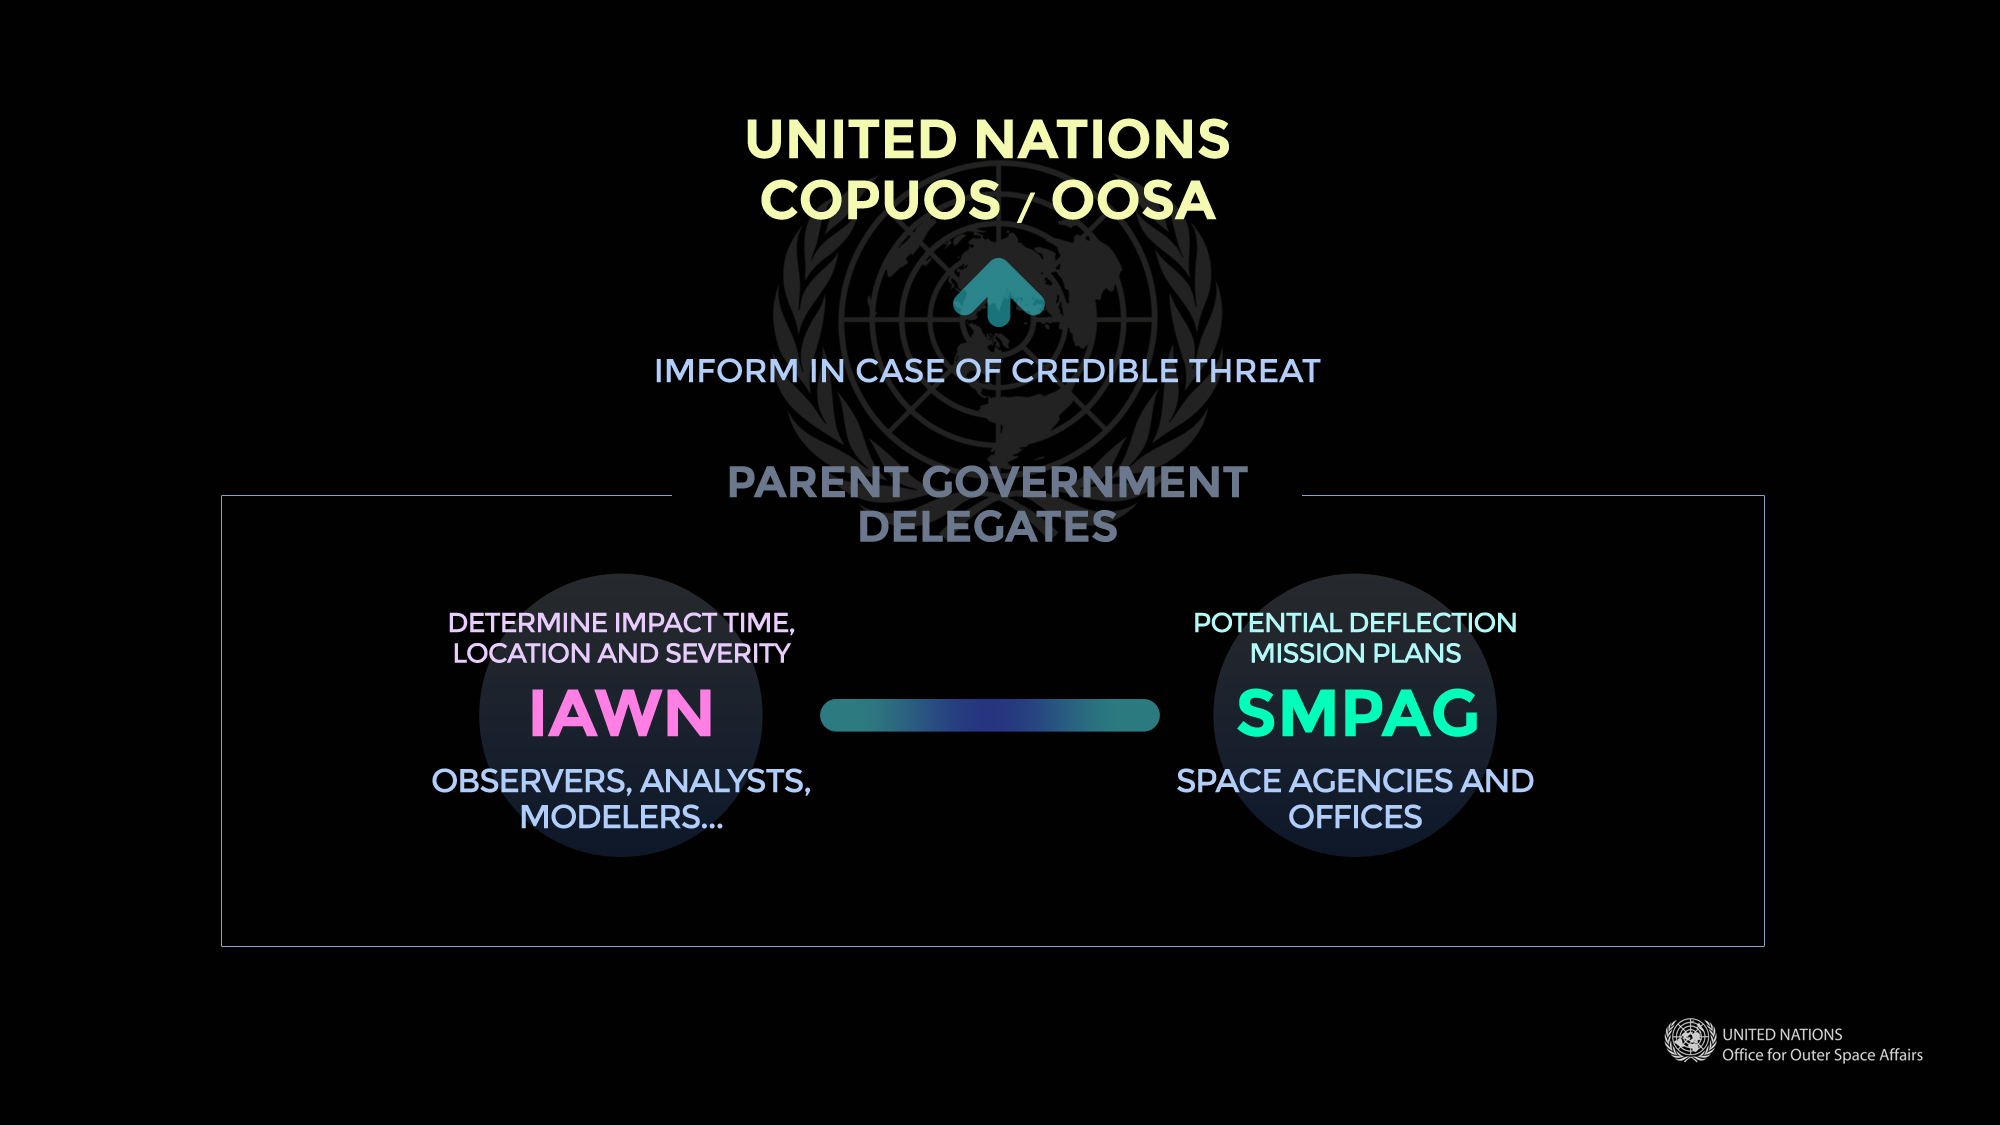 UNITED NATIONS
COPUOS / OOSA
IMFORM IN CASE OF CREDIBLE THREAT
PARENT GOVERNMENT
DELEGATES
DETERMINE IMPACT TIME,
LOCATION AND SEVERITY
IAWN
OBSERVERS, ANALYSTS,
MODELERS...
POTENTIAL DEFLECTION
MISSION PLANS
SMPAG
SPACE AGENCIES AND
OFFICES
UNITED NATIONS
Office for Outer Space Affairs